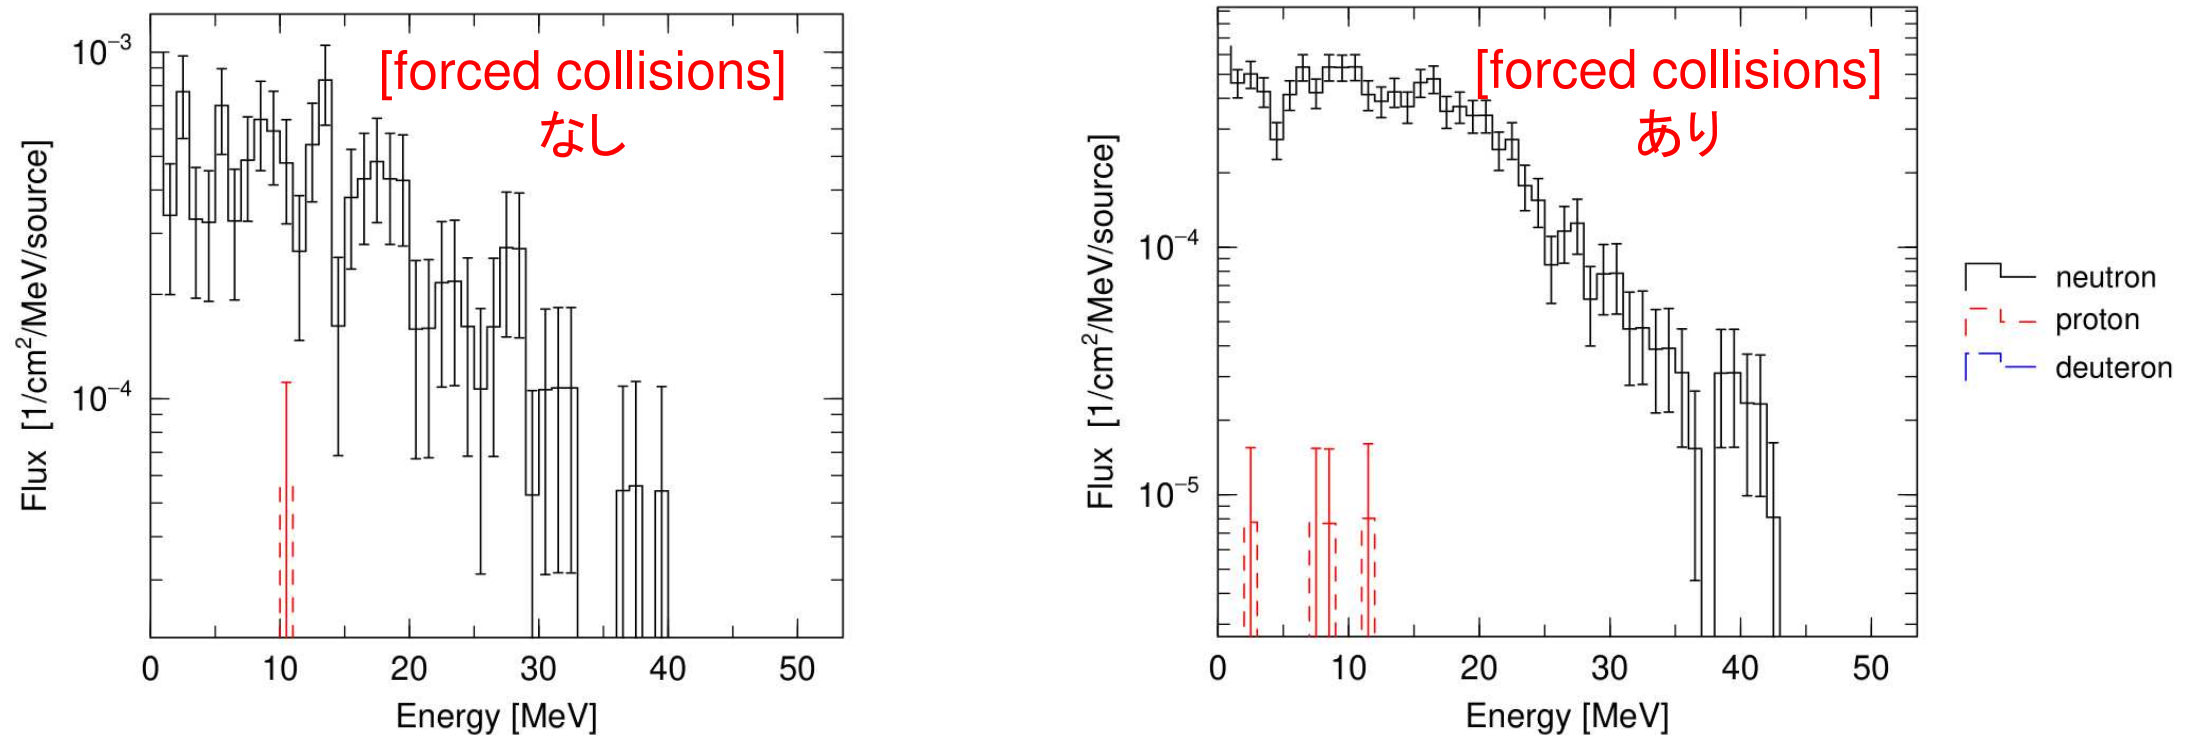 [forced collisions]
なし
10⁻³
10⁻⁴
Flux [1/cm²/MeV/source]
0 10 20 30 40 50
Energy [MeV]
[forced collisions]
あり
10⁻⁴
10⁻⁵
Flux [1/cm²/MeV/source]
0 10 20 30 40 50
Energy [MeV]
neutron
proton
deuteron